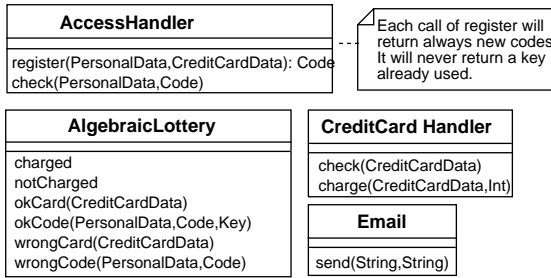 AccessHandler
register(PersonalData,CreditCardData): Code
check(PersonalData,Code)
Each call of register will
return always new codes.
It will never return a key
already used.
AlgebraicLottery
charged
notCharged
okCard(CreditCardData)
okCode(PersonalData,Code,Key)
wrongCard(CreditCardData)
wrongCode(PersonalData,Code)
CreditCard Handler
check(CreditCardData)
charge(CreditCardData,Int)
Email
send(String,String)